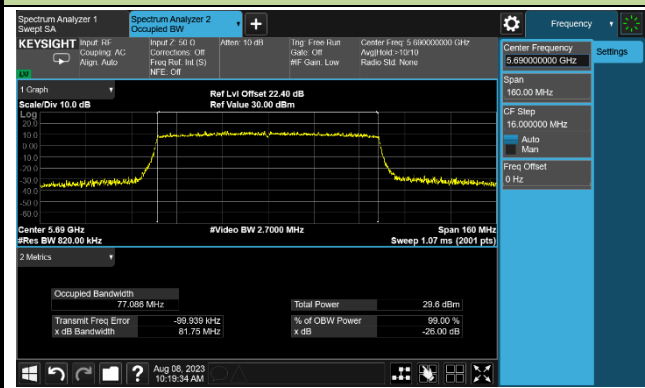 Spectrum Analyzer 1
Swept SA
Spectrum Analyzer 2
Occupied BW
Frequency
KEYSIGHT
Input: RF
Coupling: AC
Align: Auto
Input Z: 50 Ω
Corrections: Off
Freq Ref: Int (S)
NFE: Off
Atten: 10 dB
Trig: Free Run
Gate: Off
#IF Gain: Low
Center Freq: 5.690000000 GHz
Avg|Hold:>10/10
Radio Std: None
Center Frequency
5.690000000 GHz
Settings
Span
160.00 MHz
CF Step
16.000000 MHz
Auto
Man
Freq Offset
0 Hz
1 Graph
Scale/Div 10.0 dB
Ref Lvl Offset 22.40 dB
Ref Value 30.00 dBm
Log
20.0
10.0
0.00
-10.0
-20.0
-30.0
-40.0
-50.0
-60.0
Center 5.69 GHz
#Res BW 820.00 kHz
#Video BW 2.7000 MHz
Span 160 MHz
Sweep 1.07 ms (2001 pts)
2 Metrics
Occupied Bandwidth
77.086 MHz
Total Power 29.6 dBm
Transmit Freq Error -99.939 kHz
% of OBW Power 99.00 %
x dB Bandwidth 81.75 MHz
x dB -26.00 dB
Aug 08, 2023
10:19:34 AM